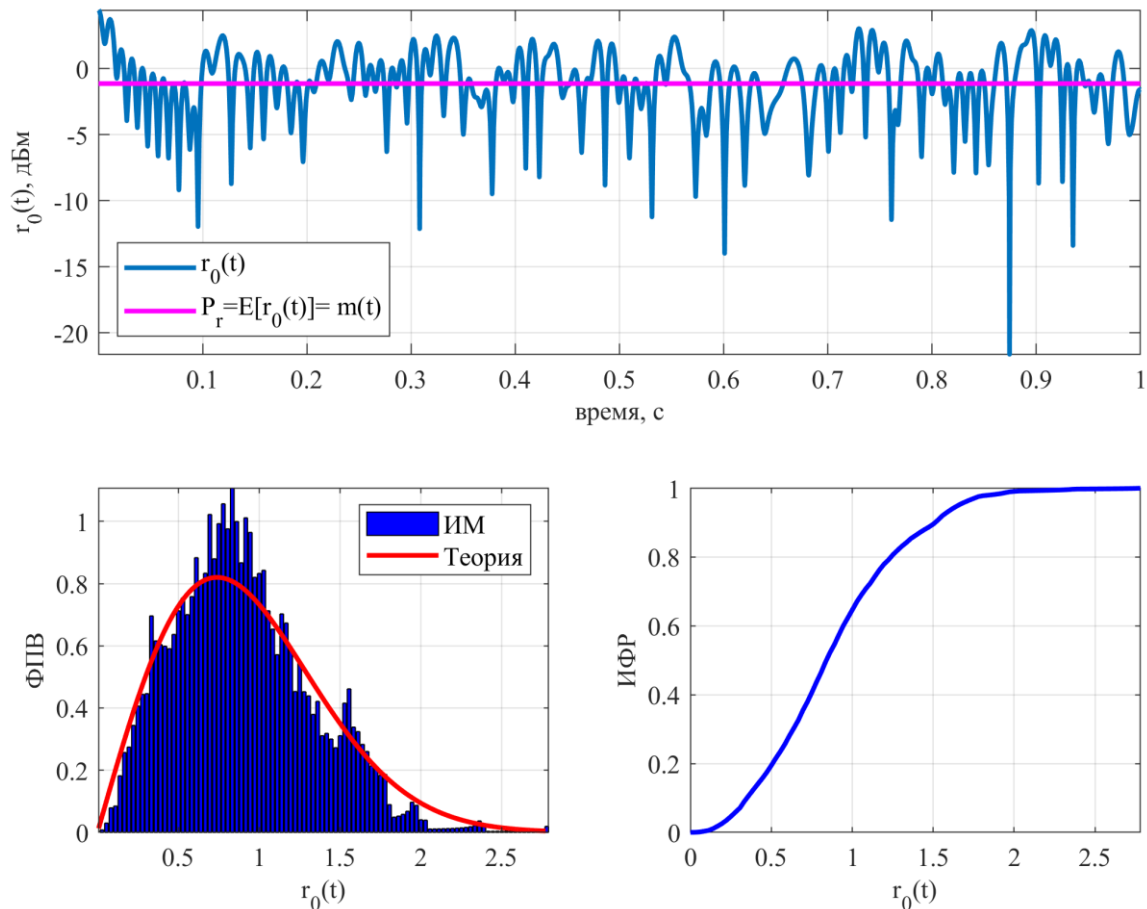 0
-5
-10
-15
-20
r₀(t), дБм
r₀(t)
Pᵣ=E[r₀(t)]= m(t)
0.1 0.2 0.3 0.4 0.5 0.6 0.7 0.8 0.9 1
время, с
1
0.8
0.6
0.4
0.2
0
ФПВ
ИМ
Теория
0.5 1 1.5 2 2.5
r₀(t)
1
0.8
0.6
0.4
0.2
0
ИФР
0 0.5 1 1.5 2 2.5
r₀(t)